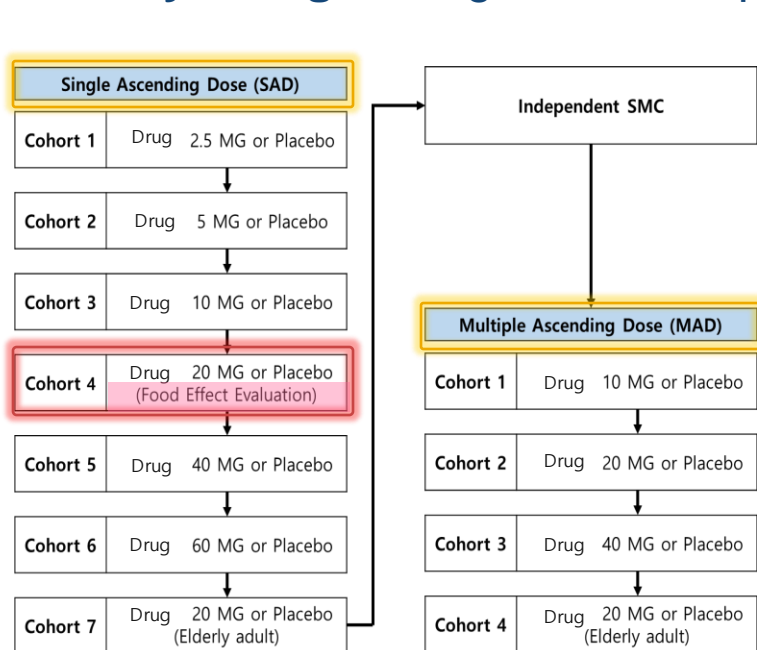 Single Ascending Dose (SAD)
Cohort 1 Drug 2.5 MG or Placebo
Cohort 2 Drug 5 MG or Placebo
Cohort 3 Drug 10 MG or Placebo
Cohort 4 Drug 20 MG or Placebo
(Food Effect Evaluation)
Cohort 5 Drug 40 MG or Placebo
Cohort 6 Drug 60 MG or Placebo
Cohort 7 Drug 20 MG or Placebo
(Elderly adult)
Independent SMC
Multiple Ascending Dose (MAD)
Cohort 1 Drug 10 MG or Placebo
Cohort 2 Drug 20 MG or Placebo
Cohort 3 Drug 40 MG or Placebo
Cohort 4 Drug 20 MG or Placebo
(Elderly adult)